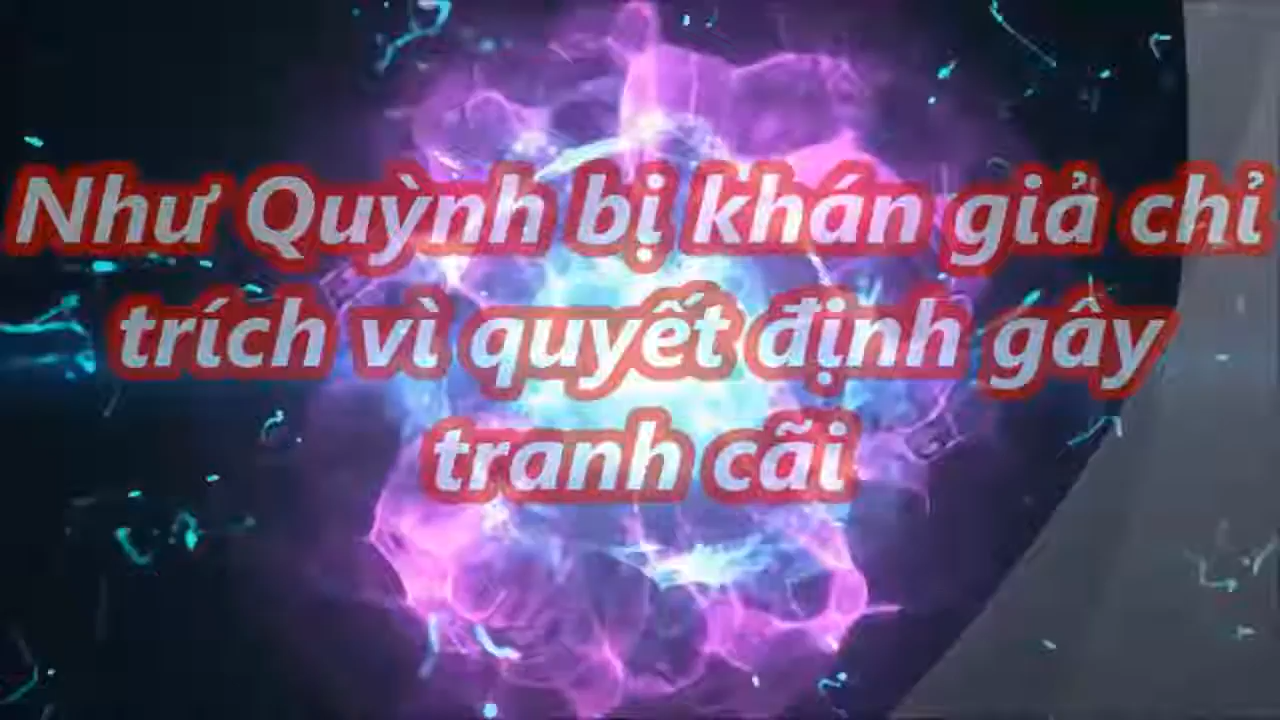 Như Quỳnh bị khán giả chỉ
trích vì quyết định gây
tranh cãi